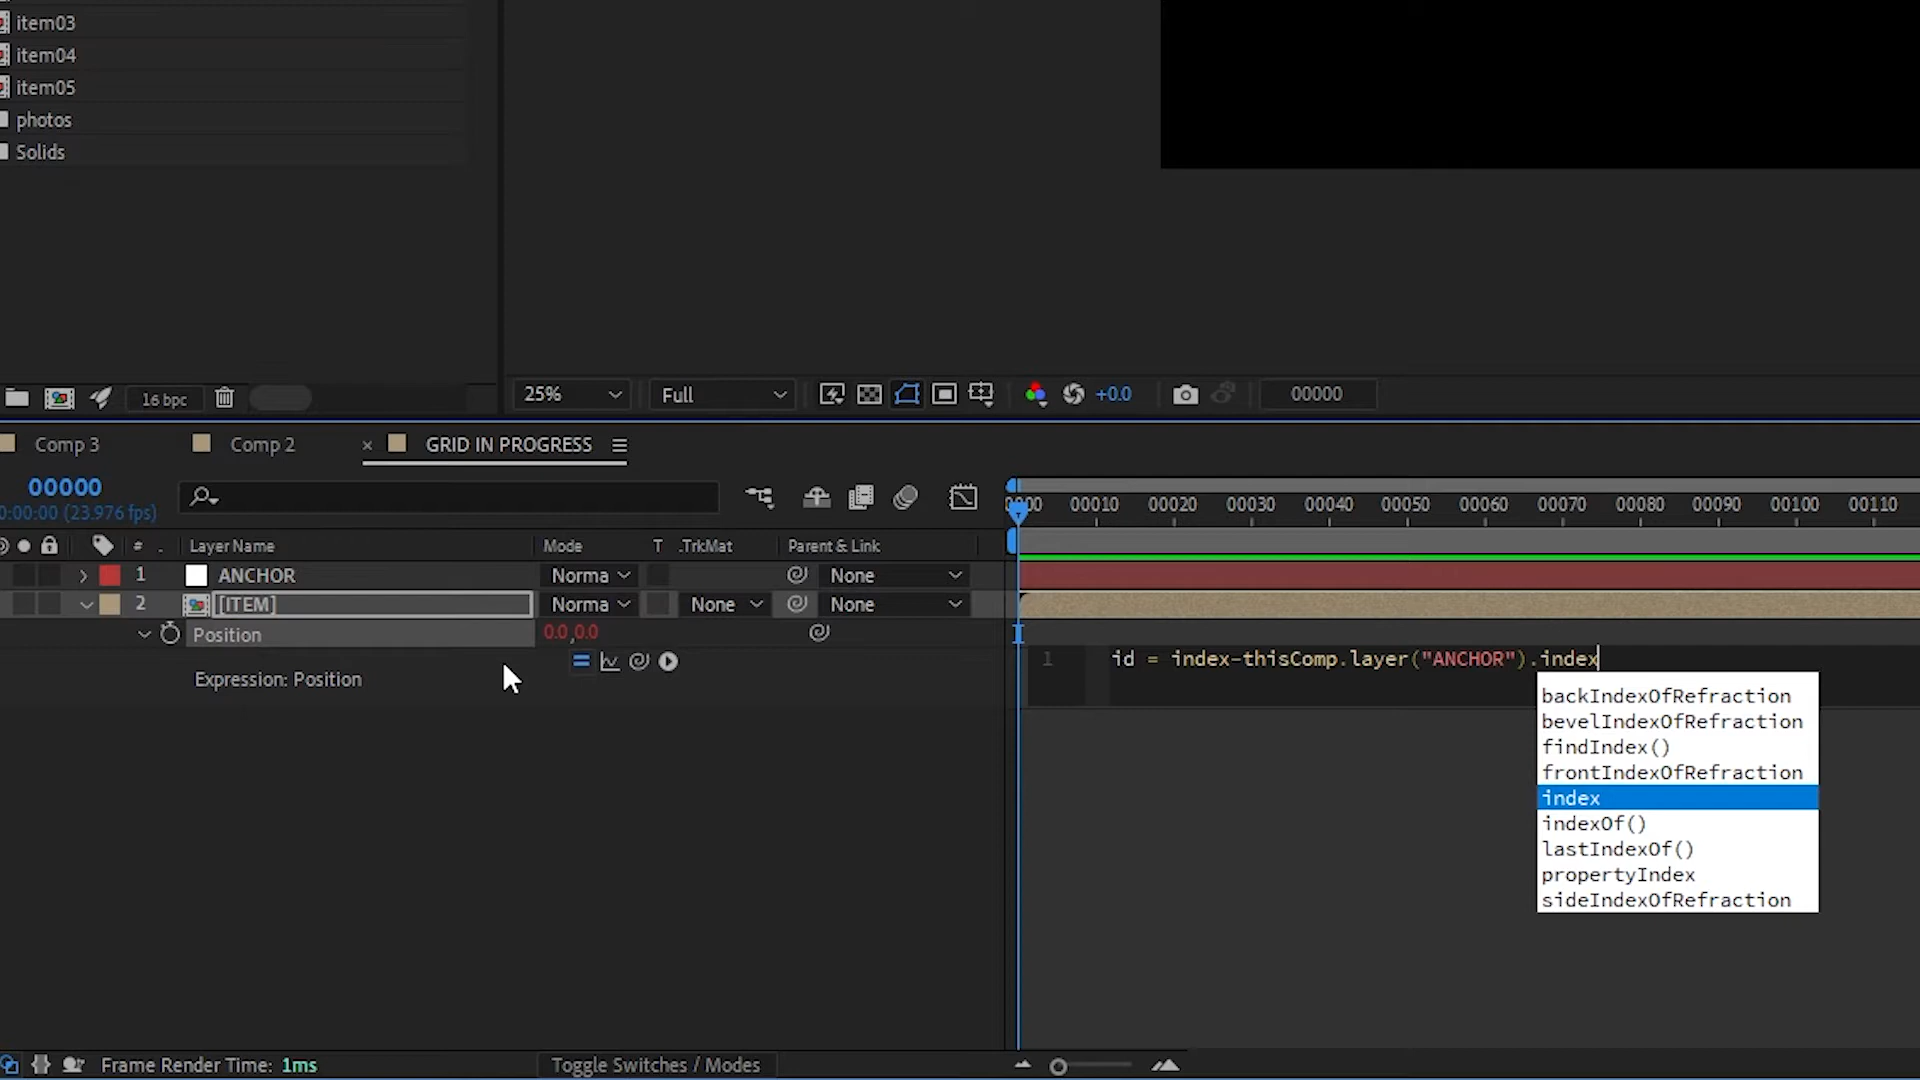 item03
item04
item05
photos
Solids
16 bpc
25%
Full
+0.0
00000
Comp 3
Comp 2
× GRID IN PROGRESS
00000
0:00:00 (23.976 fps)
00010 00020 00030 00040 00050 00060 00070 00080 00090 00100 00110
# . Layer Name Mode T .TrkMat Parent & Link
1 ANCHOR Norma None
2 [ITEM] Norma None None
Position 0.0,0.0
Expression: Position
1 id = index-thisComp.layer("ANCHOR").index
backIndexOfRefraction
bevelIndexOfRefraction
findIndex()
frontIndexOfRefraction
index
indexOf()
lastIndexOf()
propertyIndex
sideIndexOfRefraction
Frame Render Time: 1ms
Toggle Switches / Modes